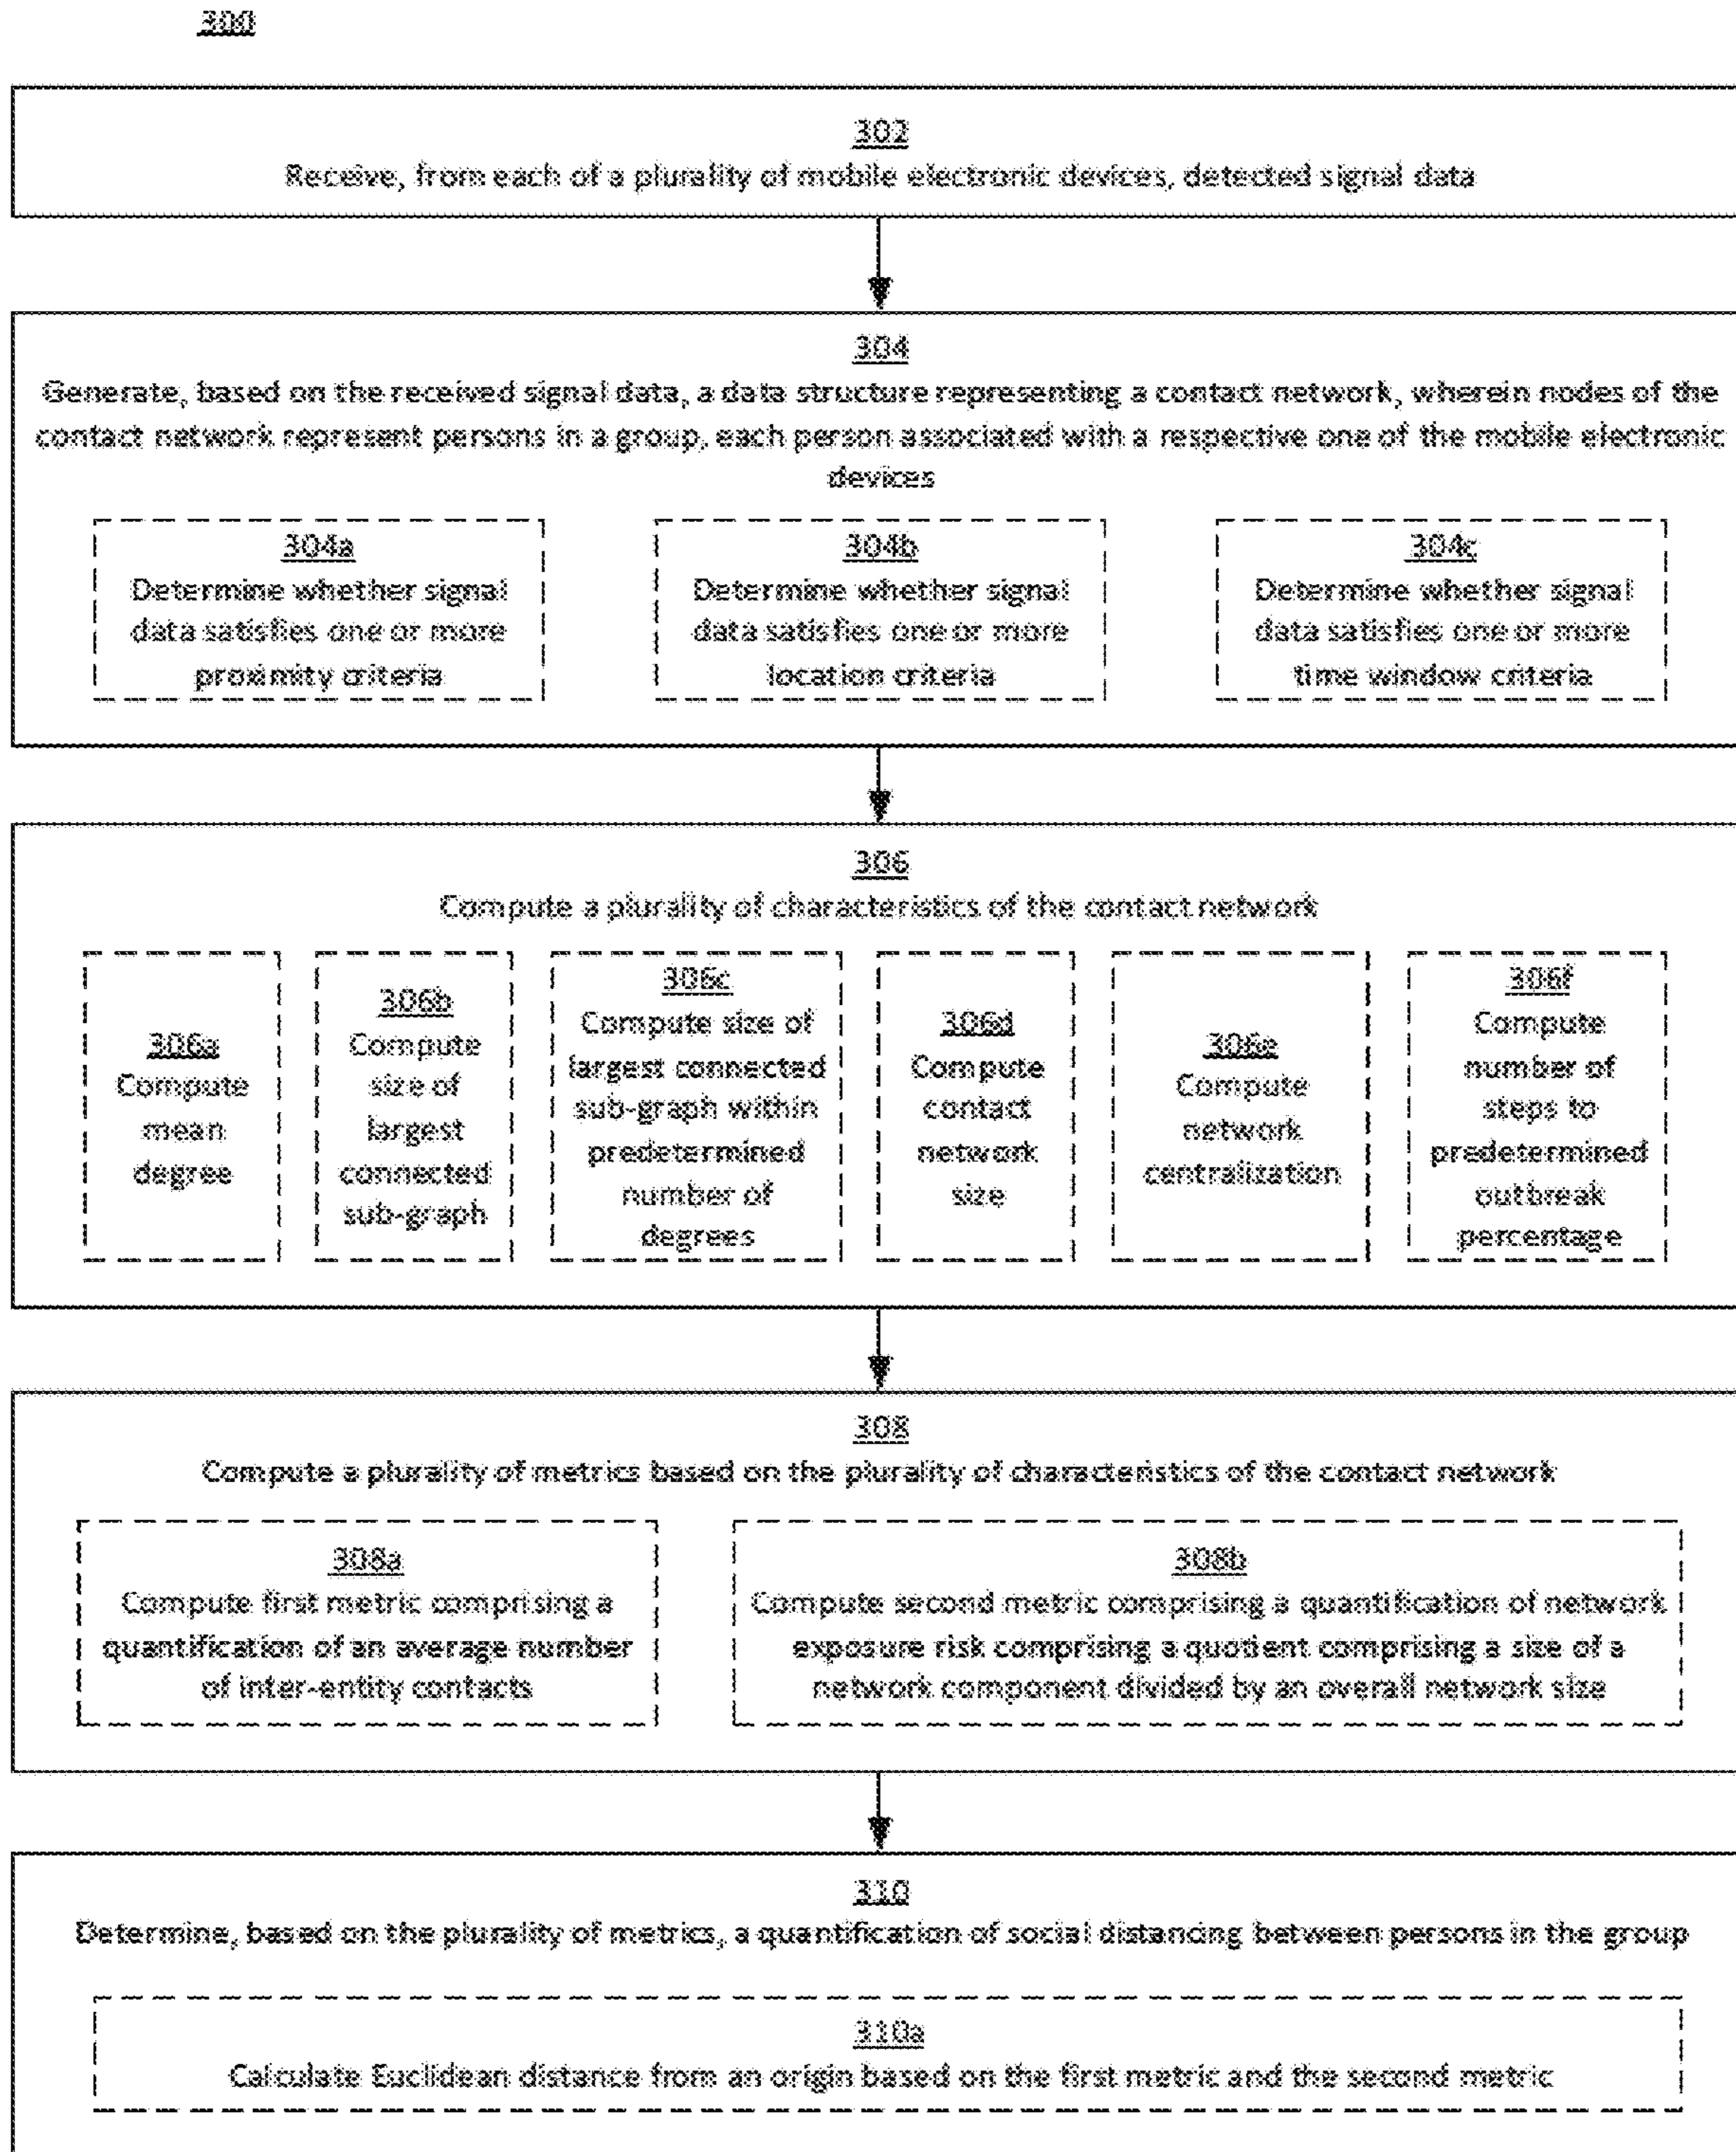 300
302
Receive, from each of a plurality of mobile electronic devices, detected signal data
304
Generate, based on the received signal data, a data structure representing a contact network, wherein nodes of the
contact network represent persons in a group, each person associated with a respective one of the mobile electronic
devices
304a
Determine whether signal
data satisfies one or more
proximity criteria
304b
Determine whether signal
data satisfies one or more
location criteria
304c
Determine whether signal
data satisfies one or more
time window criteria
306
Compute a plurality of characteristics of the contact network
306a
Compute
mean
degree
306b
Compute
size of
largest
connected
sub-graph
306c
Compute size of
largest connected
sub-graph within
predetermined
number of
degrees
306d
Compute
contact
network
size
306e
Compute
network
centralization
306f
Compute
number of
steps to
predetermined
outbreak
percentage
308
Compute a plurality of metrics based on the plurality of characteristics of the contact network
308a
Compute first metric comprising a
quantification of an average number
of inter-entity contacts
308b
Compute second metric comprising a quantification of network
exposure risk comprising a quotient comprising a size of a
network component divided by an overall network size
310
Determine, based on the plurality of metrics, a quantification of social distancing between persons in the group
310a
Calculate Euclidean distance from an origin based on the first metric and the second metric